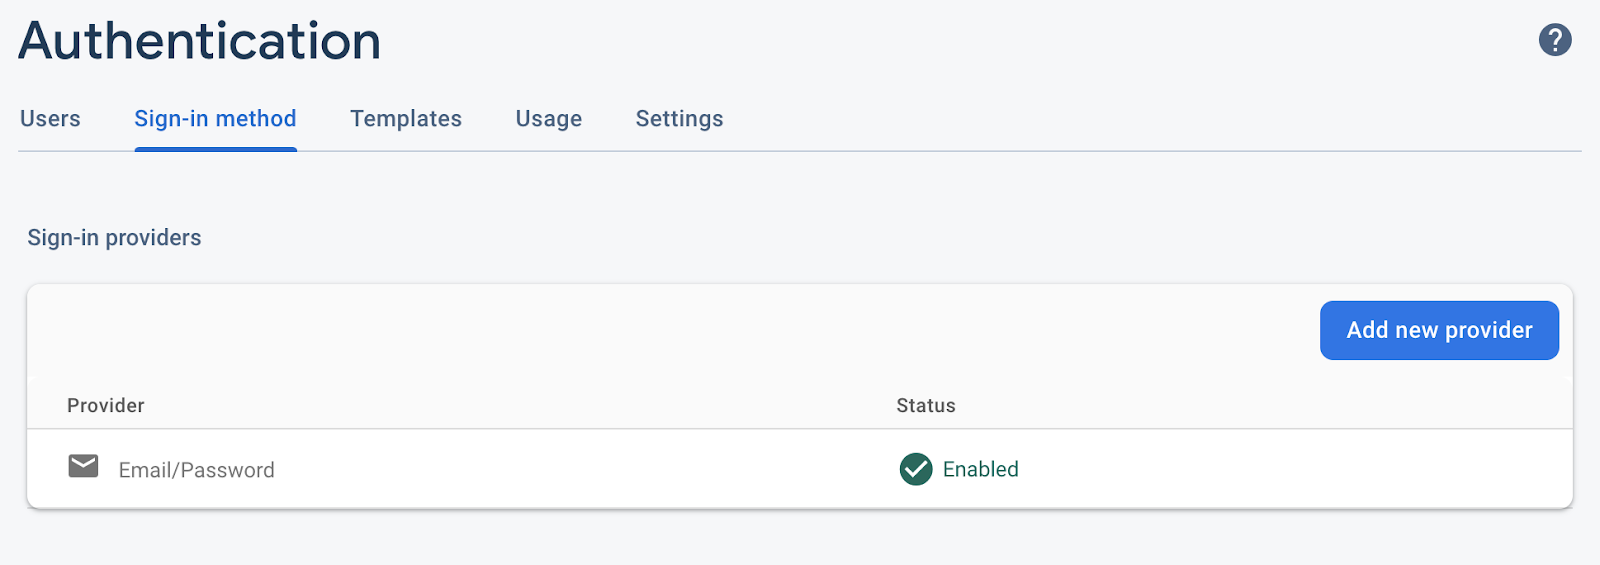 Authentication
?
Users Sign-in method Templates Usage Settings
Sign-in providers
Add new provider
Provider Status
Email/Password Enabled